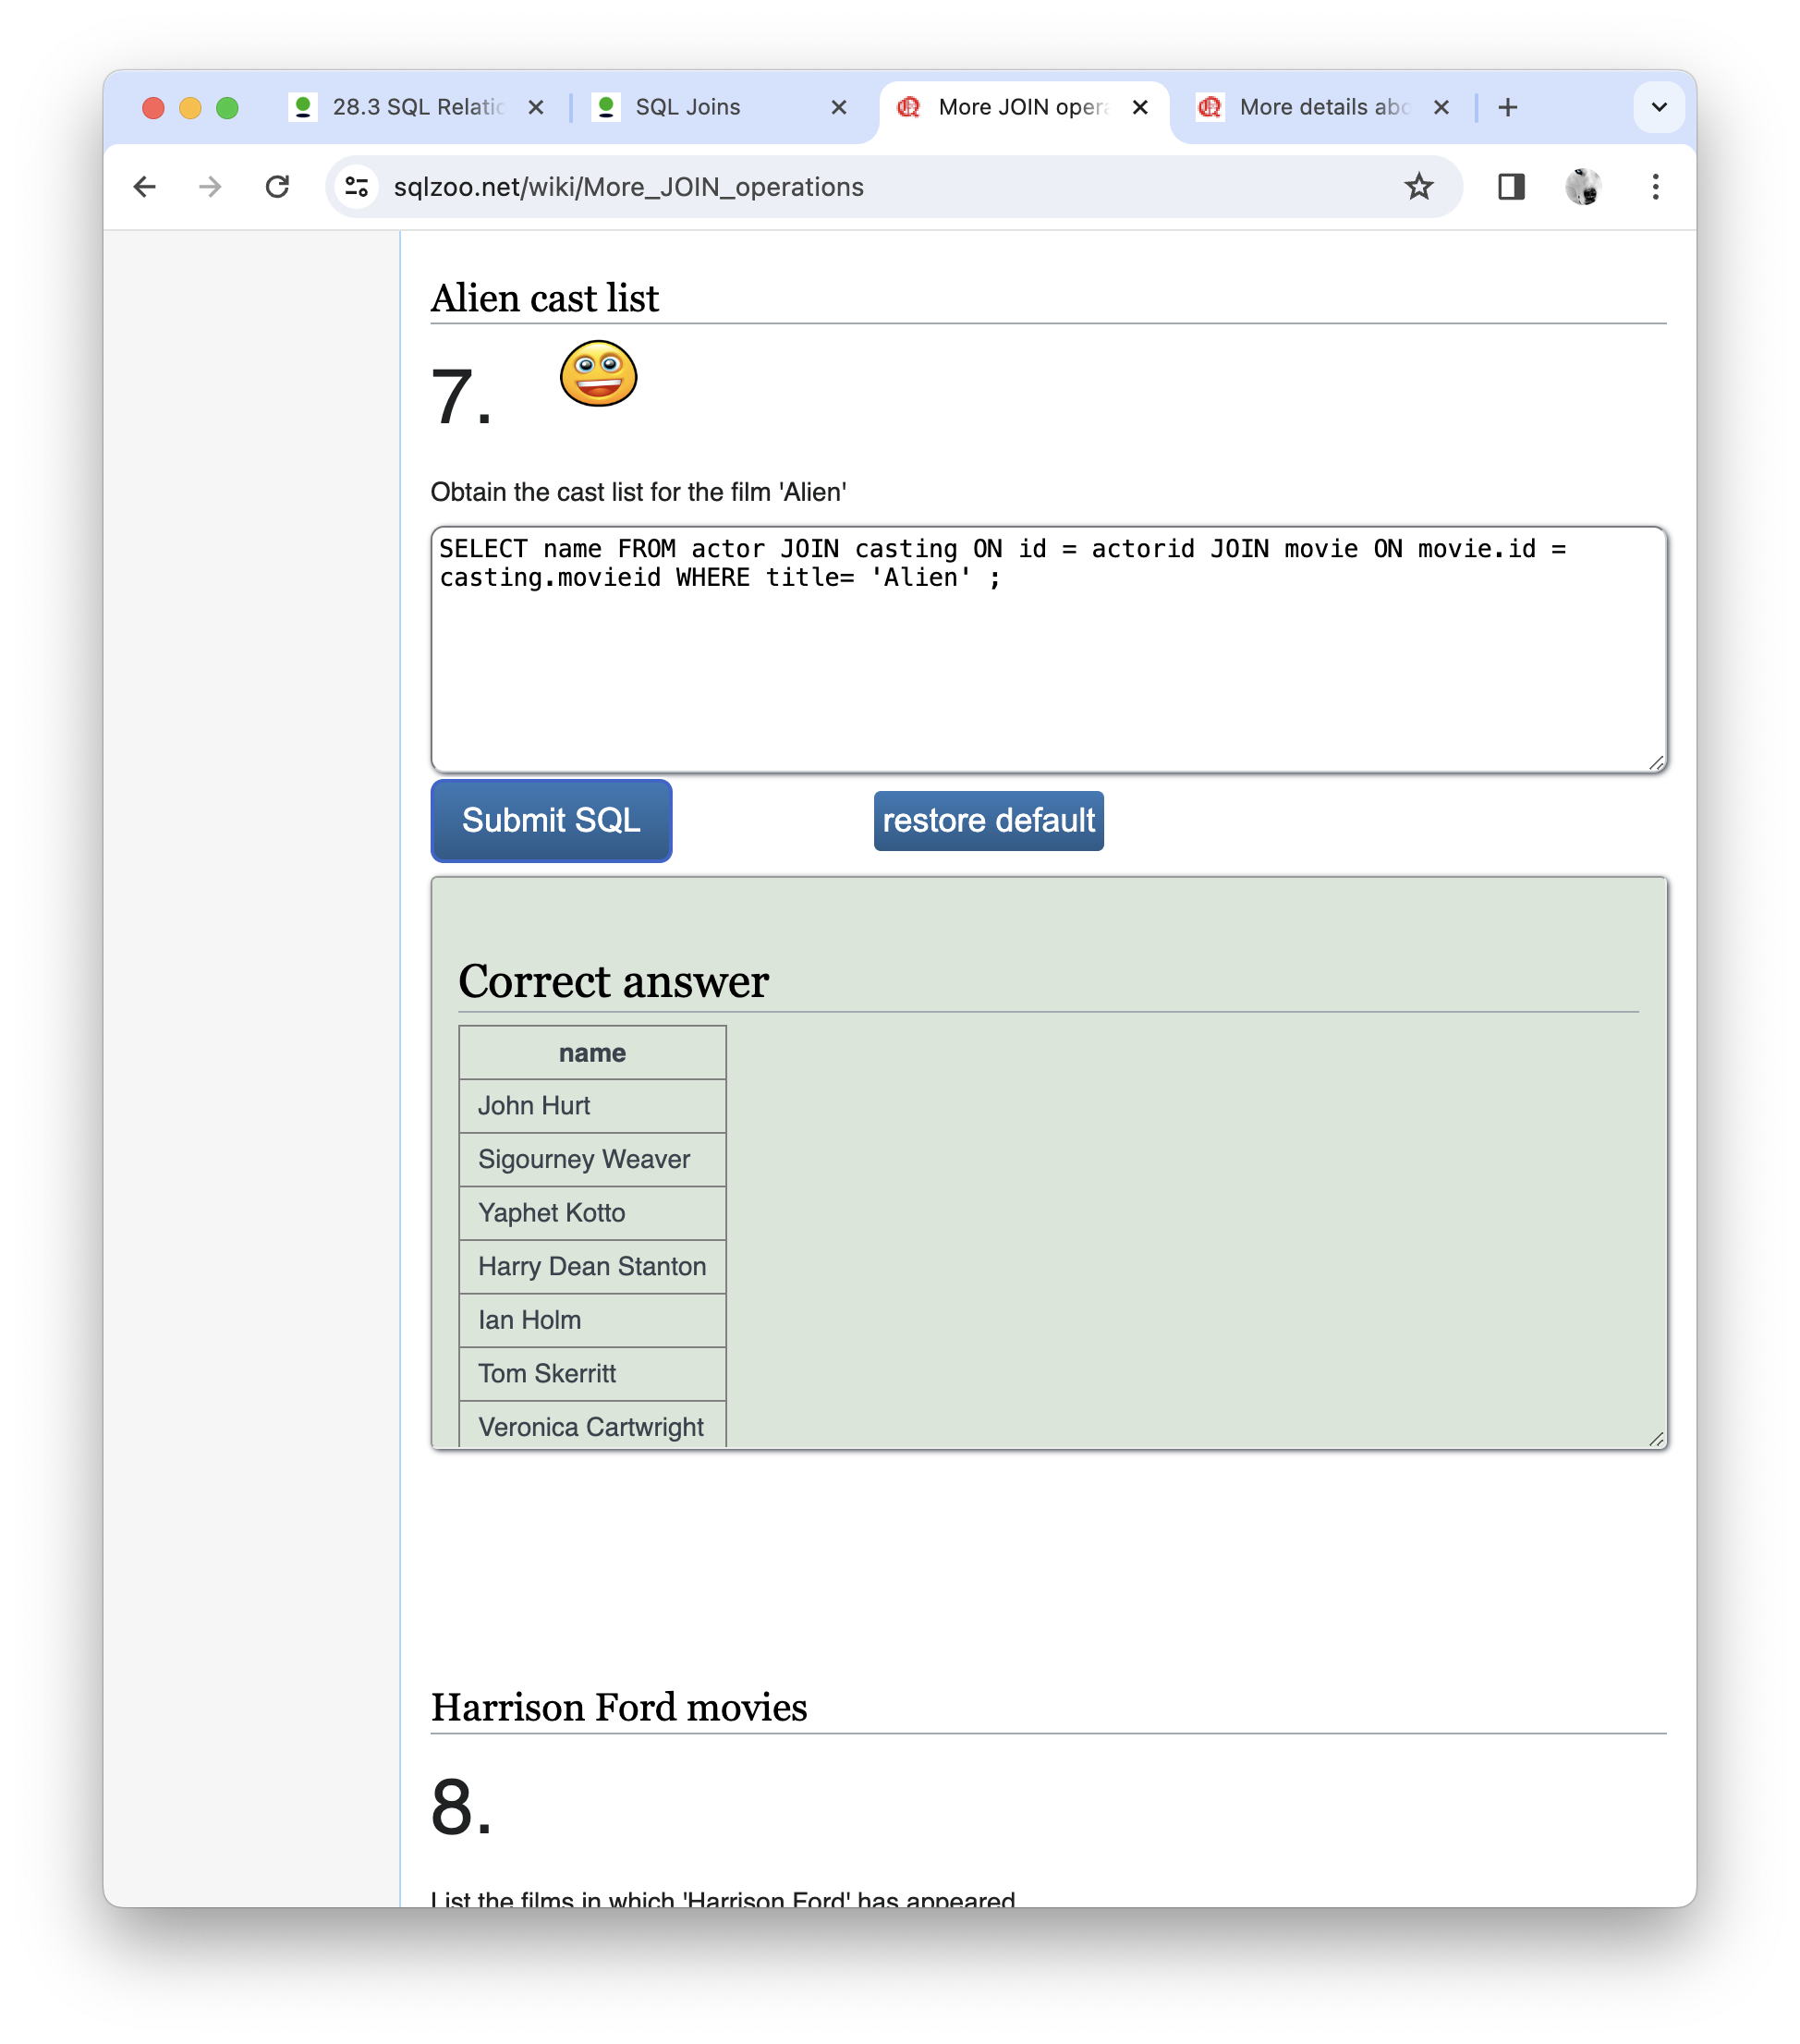 28.3 SQL Relatio
SQL Joins
More JOIN opera
More details abo
sqlzoo.net/wiki/More_JOIN_operations
Alien cast list
7.
Obtain the cast list for the film 'Alien'
SELECT name FROM actor JOIN casting ON id = actorid JOIN movie ON movie.id =
casting.movieid WHERE title= 'Alien' ;
Submit SQL
restore default
Correct answer
name
John Hurt
Sigourney Weaver
Yaphet Kotto
Harry Dean Stanton
Ian Holm
Tom Skerritt
Veronica Cartwright
Harrison Ford movies
8.
List the films in which 'Harrison Ford' has appeared